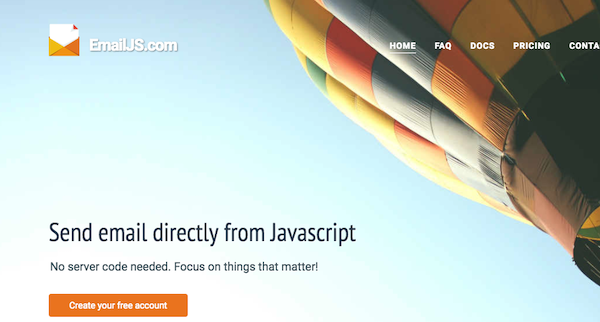 EmailJS.com
HOME FAQ DOCS PRICING CONTA
Send email directly from Javascript
No server code needed. Focus on things that matter!
Create your free account